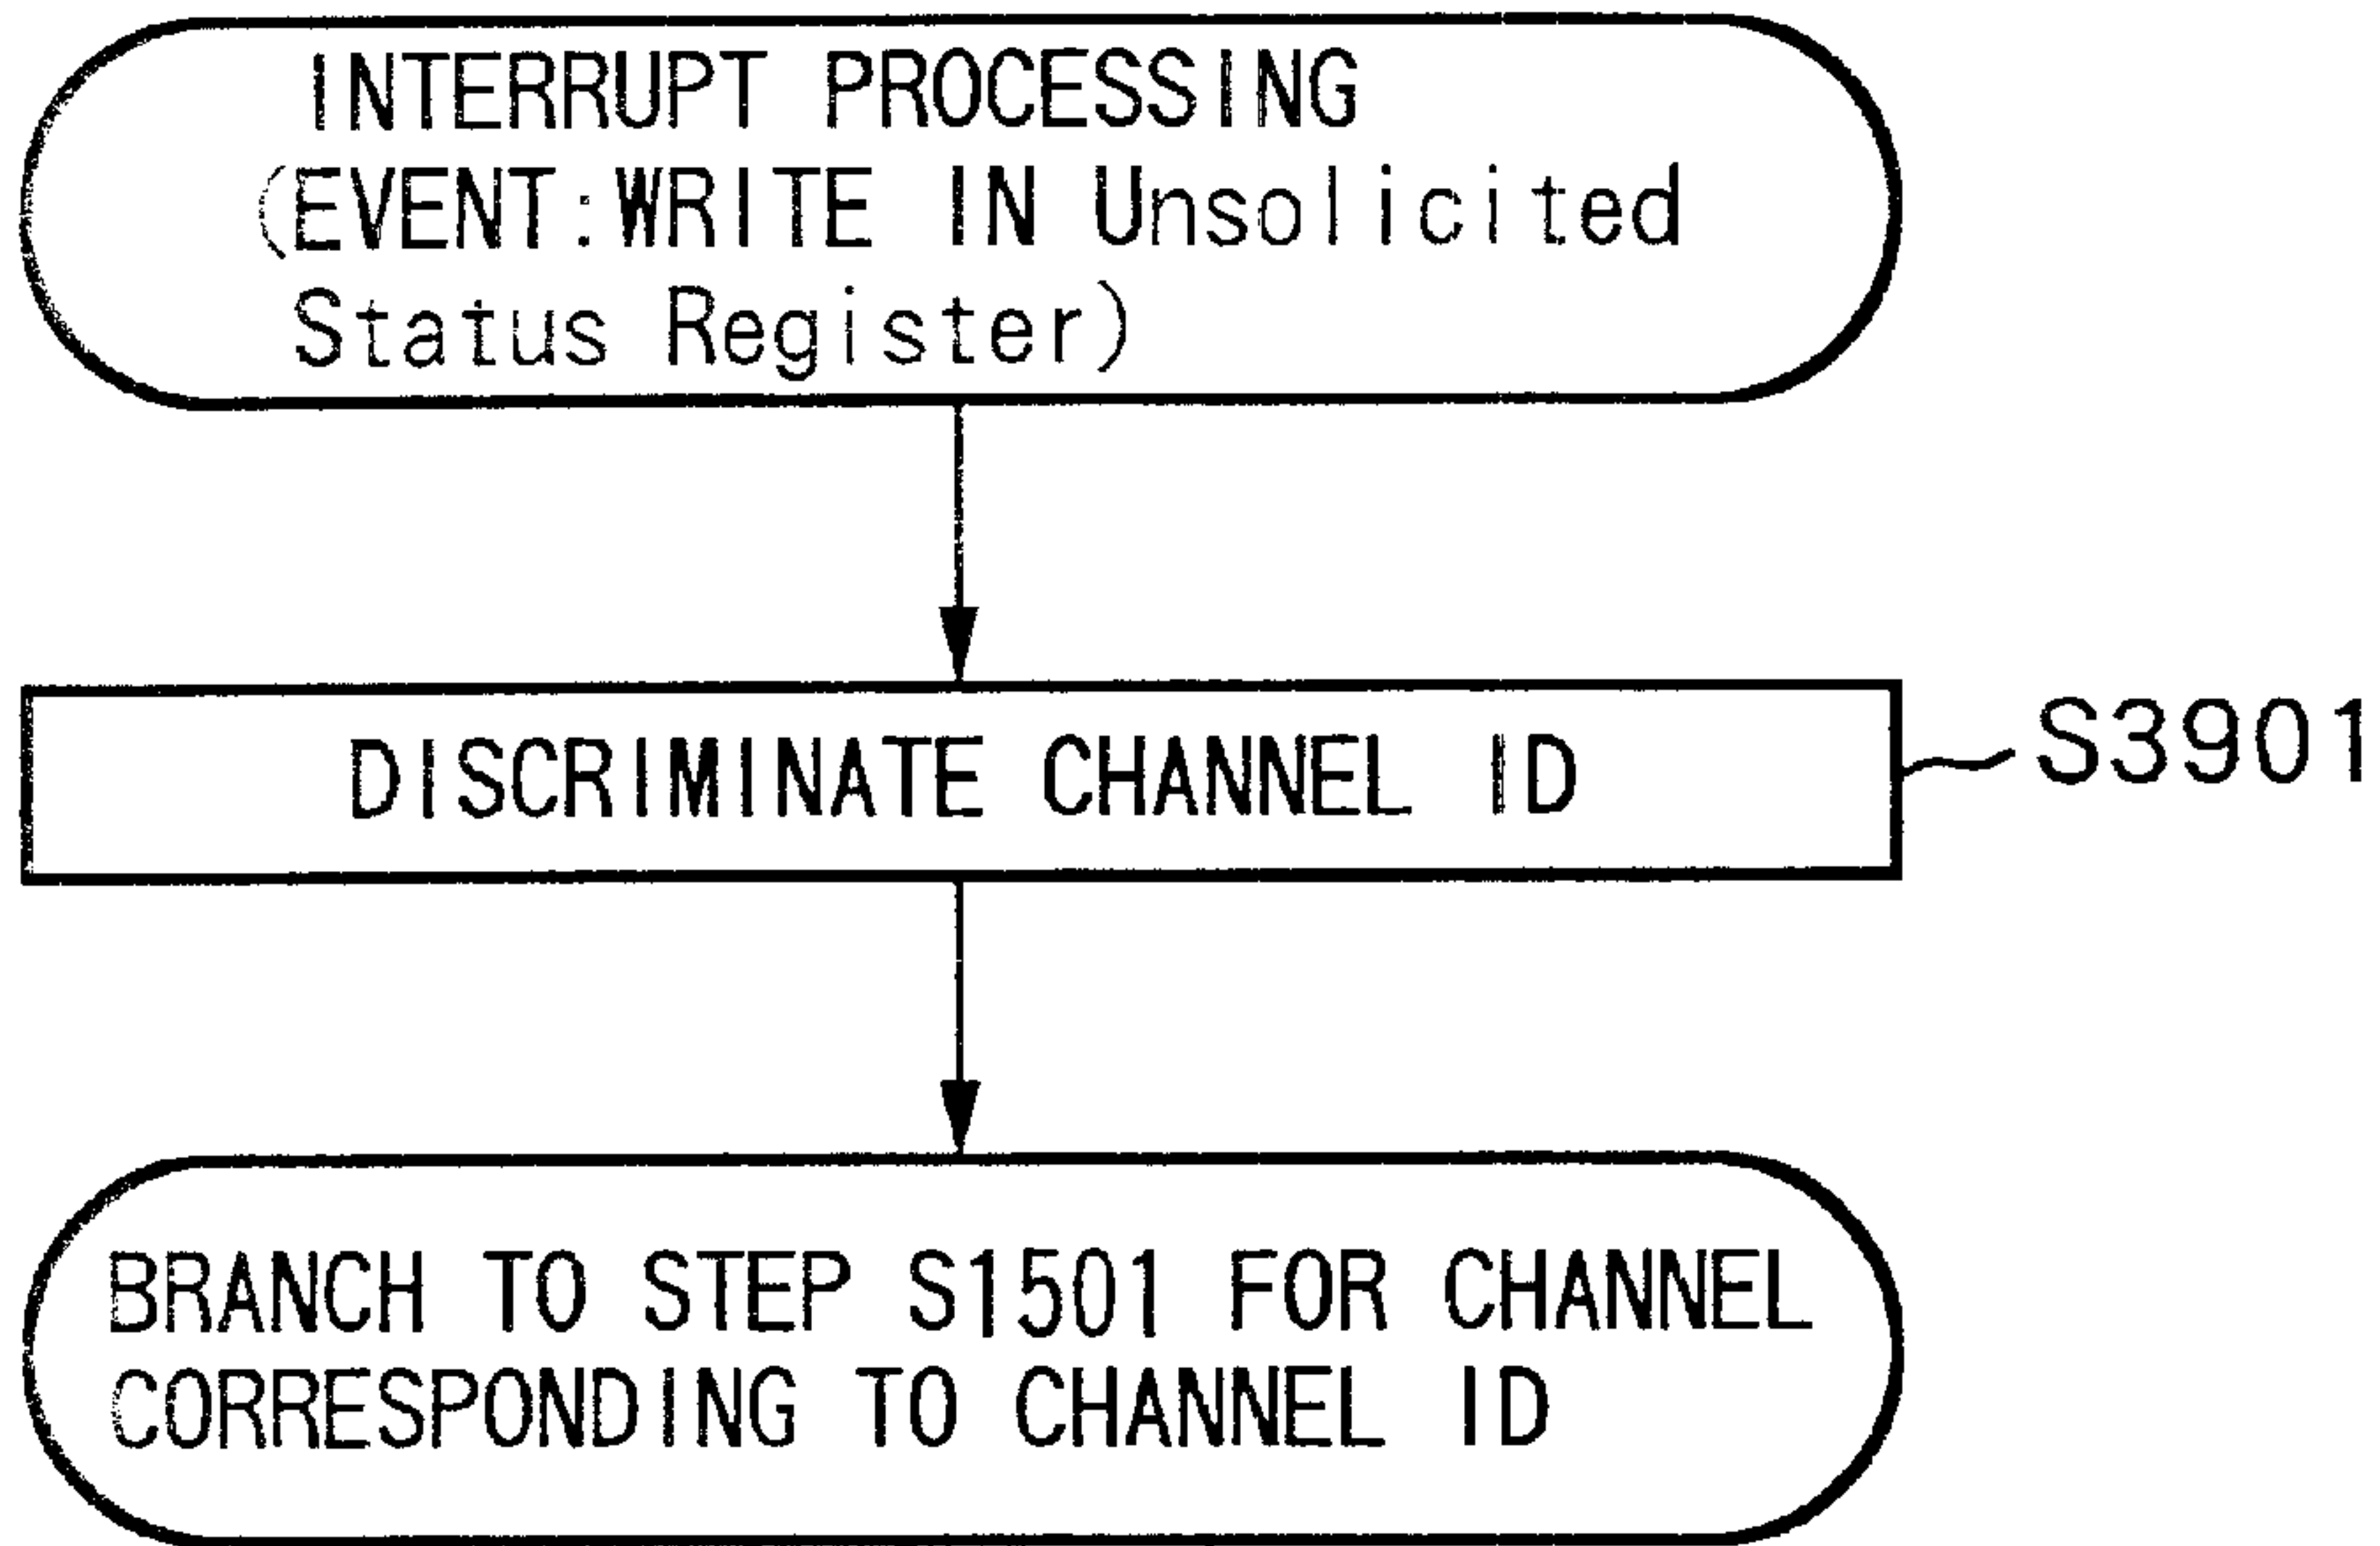 INTERRUPT PROCESSING
(EVENT:WRITE IN Unsolicited
Status Register)
DISCRIMINATE CHANNEL ID
S3901
BRANCH TO STEP S1501 FOR CHANNEL
CORRESPONDING TO CHANNEL ID